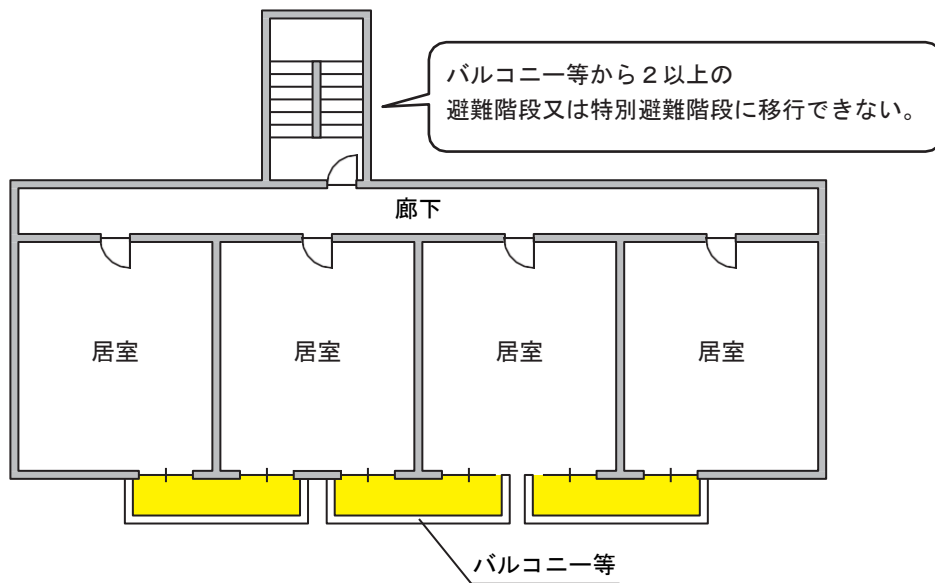 バルコニー等から２以上の
避難階段又は特別避難階段に移行できない。
廊下
居室
居室
居室
居室
バルコニー等